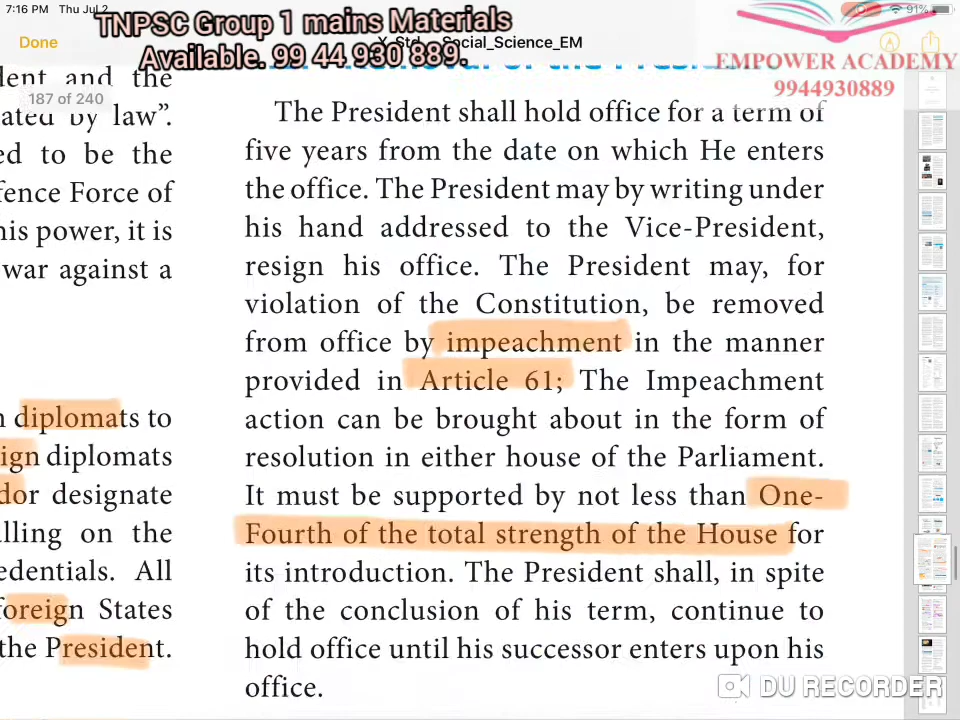 7:16 PM Thu Jul 2
91%
TNPSC Group 1 mains Materials
Available. 99 44 930 889.
Done
Social_Science_EM
EMPOWER ACADEMY
9944930889
187 of 240
dent and the
ated by law”.
ed to be the
fence Force of
his power, it is
war against a
diplomats to
ign diplomats
dor designate
lling on the
edentials. All
foreign States
the President.
The President shall hold office for a term of
five years from the date on which He enters
the office. The President may by writing under
his hand addressed to the Vice-President,
resign his office. The President may, for
violation of the Constitution, be removed
from office by impeachment in the manner
provided in Article 61; The Impeachment
action can be brought about in the form of
resolution in either house of the Parliament.
It must be supported by not less than One-
Fourth of the total strength of the House for
its introduction. The President shall, in spite
of the conclusion of his term, continue to
hold office until his successor enters upon his
office.
DU RECORDER